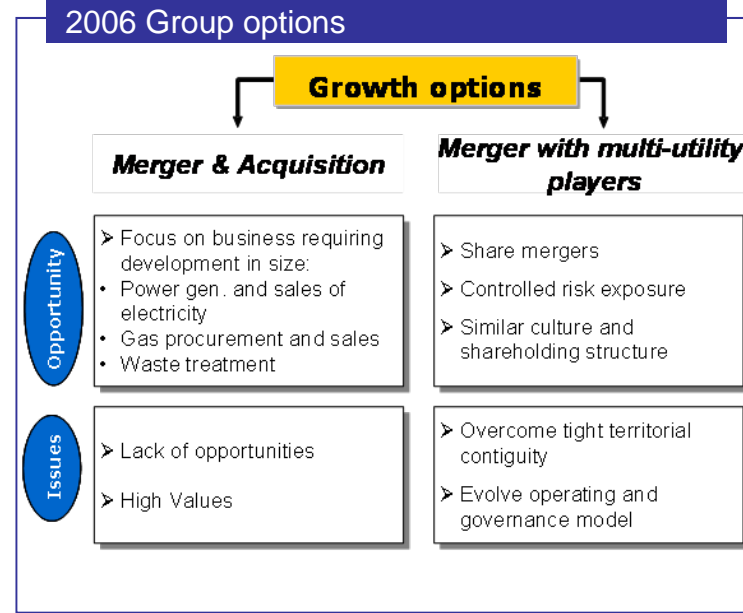 2006 Group options
Growth options
Merger & Acquisition
Merger with multi-utility
players
Opportunity
➤ Focus on business requiring
development in size:
• Power gen. and sales of
electricity
• Gas procurement and sales
• Waste treatment
➤ Share mergers
➤ Controlled risk exposure
➤ Similar culture and
shareholding structure
Issues
➤ Lack of opportunities
➤ High Values
➤ Overcome tight territorial
contiguity
➤ Evolve operating and
governance model